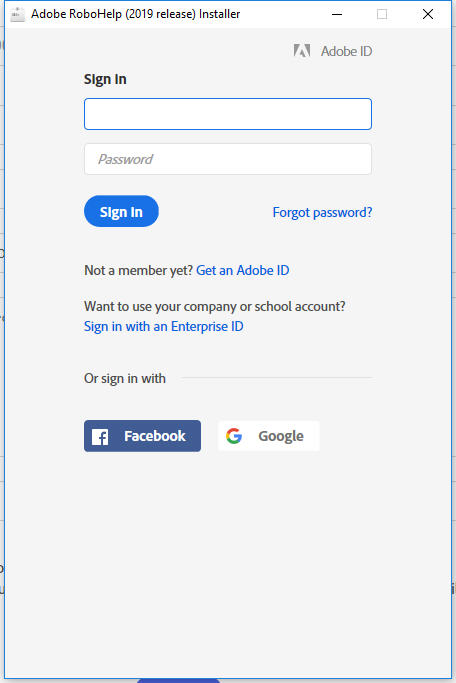 Adobe RoboHelp (2019 release) Installer
Adobe ID
Sign In
Password
Sign In
Forgot password?
Not a member yet? Get an Adobe ID
Want to use your company or school account?
Sign in with an Enterprise ID
Or sign in with
Facebook
Google